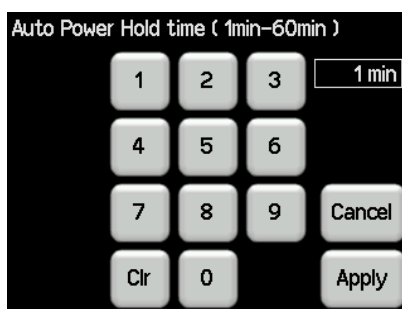 Auto Power Hold time ( 1min-60min )
1 2 3 1 min
4 5 6
7 8 9 Cancel
Clr 0 Apply